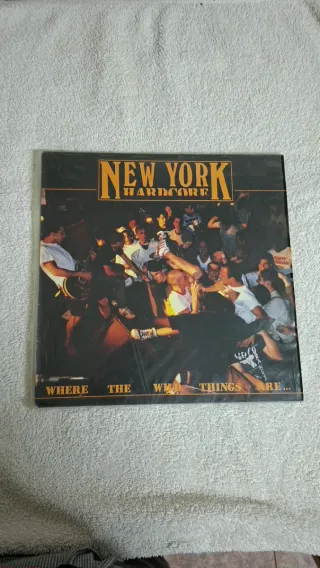 NEW YORK
HARDCORE
WHERE THE WILD THINGS ARE...